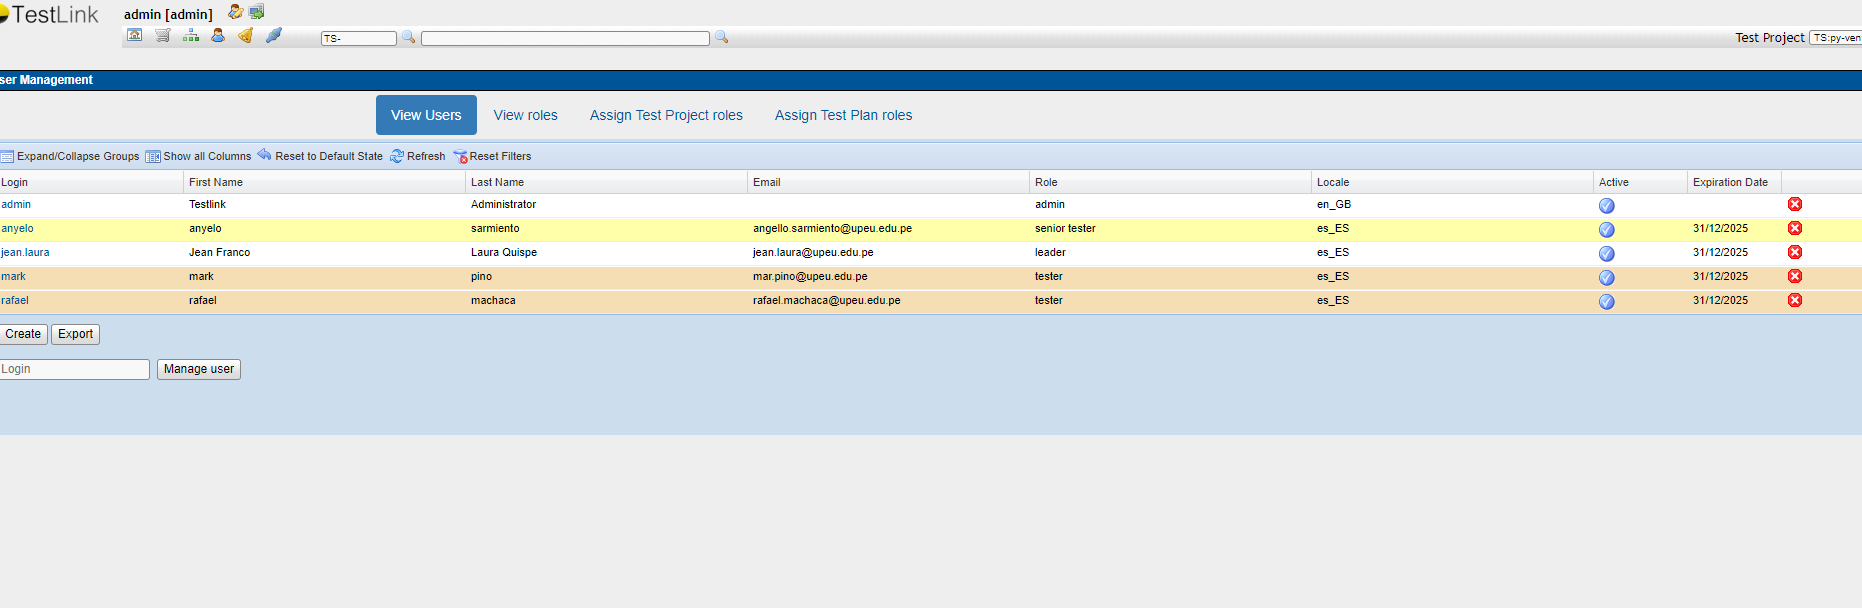 TestLink
admin [admin]
TS-
Test Project TS:py-ven
ser Management
View Users View roles Assign Test Project roles Assign Test Plan roles
Expand/Collapse Groups Show all Columns Reset to Default State Refresh Reset Filters
Login First Name Last Name Email Role Locale Active Expiration Date
admin Testlink Administrator admin en_GB
anyelo anyelo sarmiento angello.sarmiento@upeu.edu.pe senior tester es_ES 31/12/2025
jean.laura Jean Franco Laura Quispe jean.laura@upeu.edu.pe leader es_ES 31/12/2025
mark mark pino mar.pino@upeu.edu.pe tester es_ES 31/12/2025
rafael rafael machaca rafael.machaca@upeu.edu.pe tester es_ES 31/12/2025
Create Export
Login Manage user